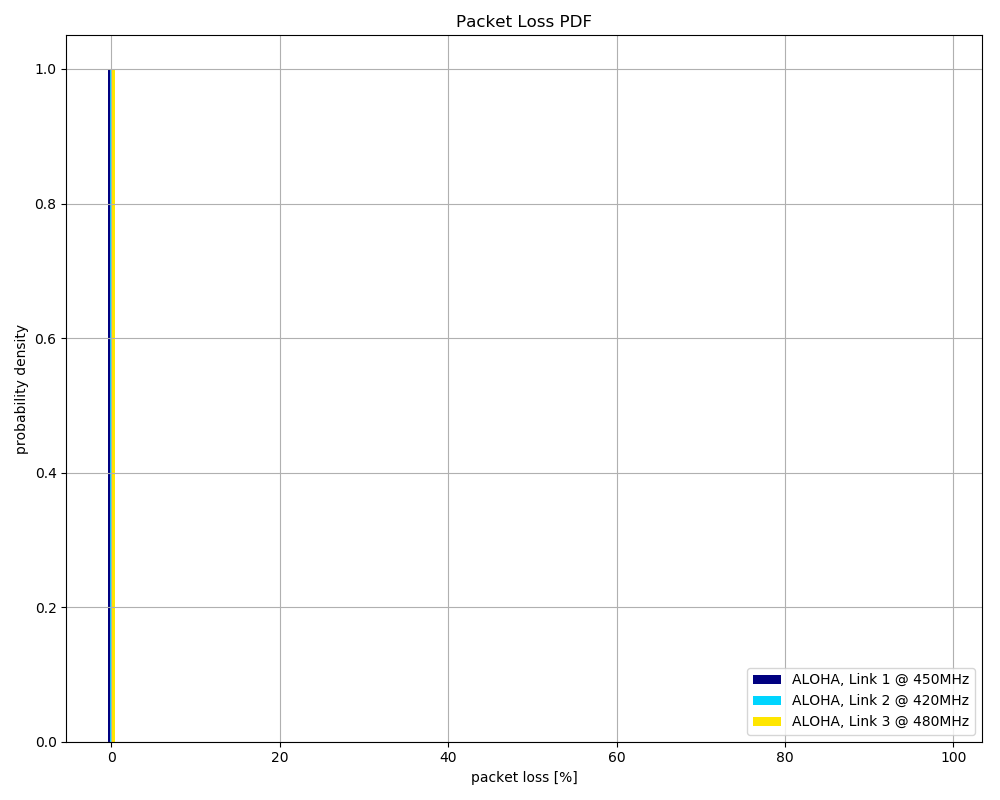 Packet Loss PDF
1.0
0.8
0.6
0.4
0.2
0.0
probability density
0 20 40 60 80 100
packet loss [%]
ALOHA, Link 1 @ 450MHz
ALOHA, Link 2 @ 420MHz
ALOHA, Link 3 @ 480MHz